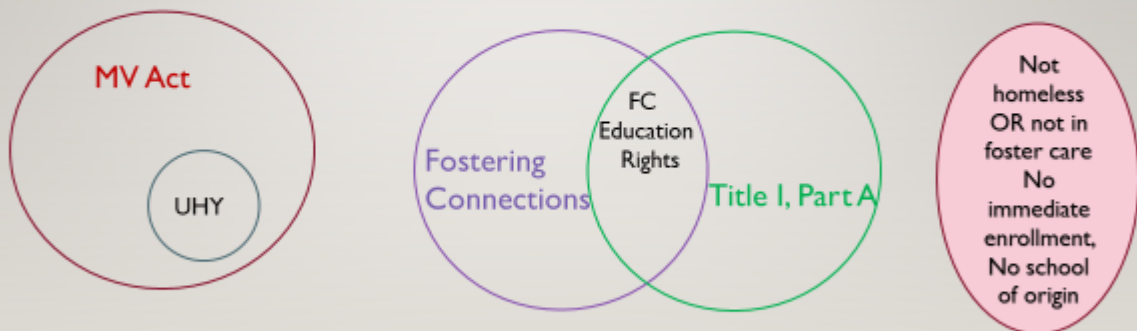 MV Act
UHY
Fostering
Connections
FC
Education
Rights
Title I, Part A
Not
homeless
OR not in
foster care
No
immediate
enrollment,
No school
of origin